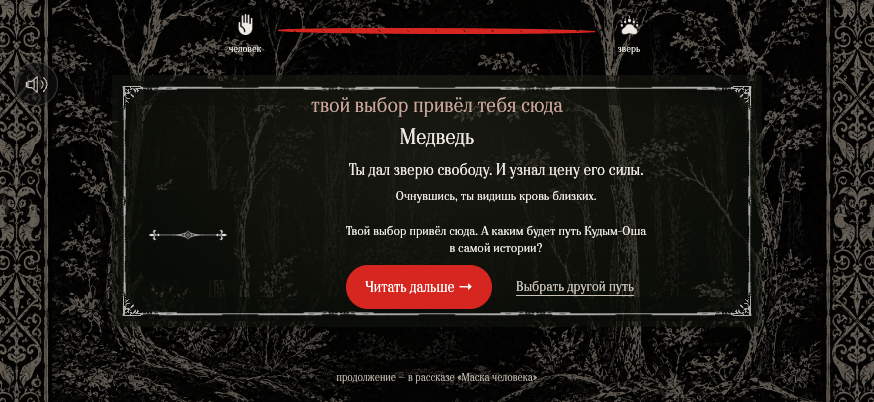 человек
зверь
твой выбор привёл тебя сюда
Медведь
Ты дал зверю свободу. И узнал цену его силы.
Очнувшись, ты видишь кровь близких.
Твой выбор привёл сюда. А каким будет путь Кудым-Оша
в самой истории?
Читать дальше →
Выбрать другой путь
продолжение — в рассказе «Маска человека»